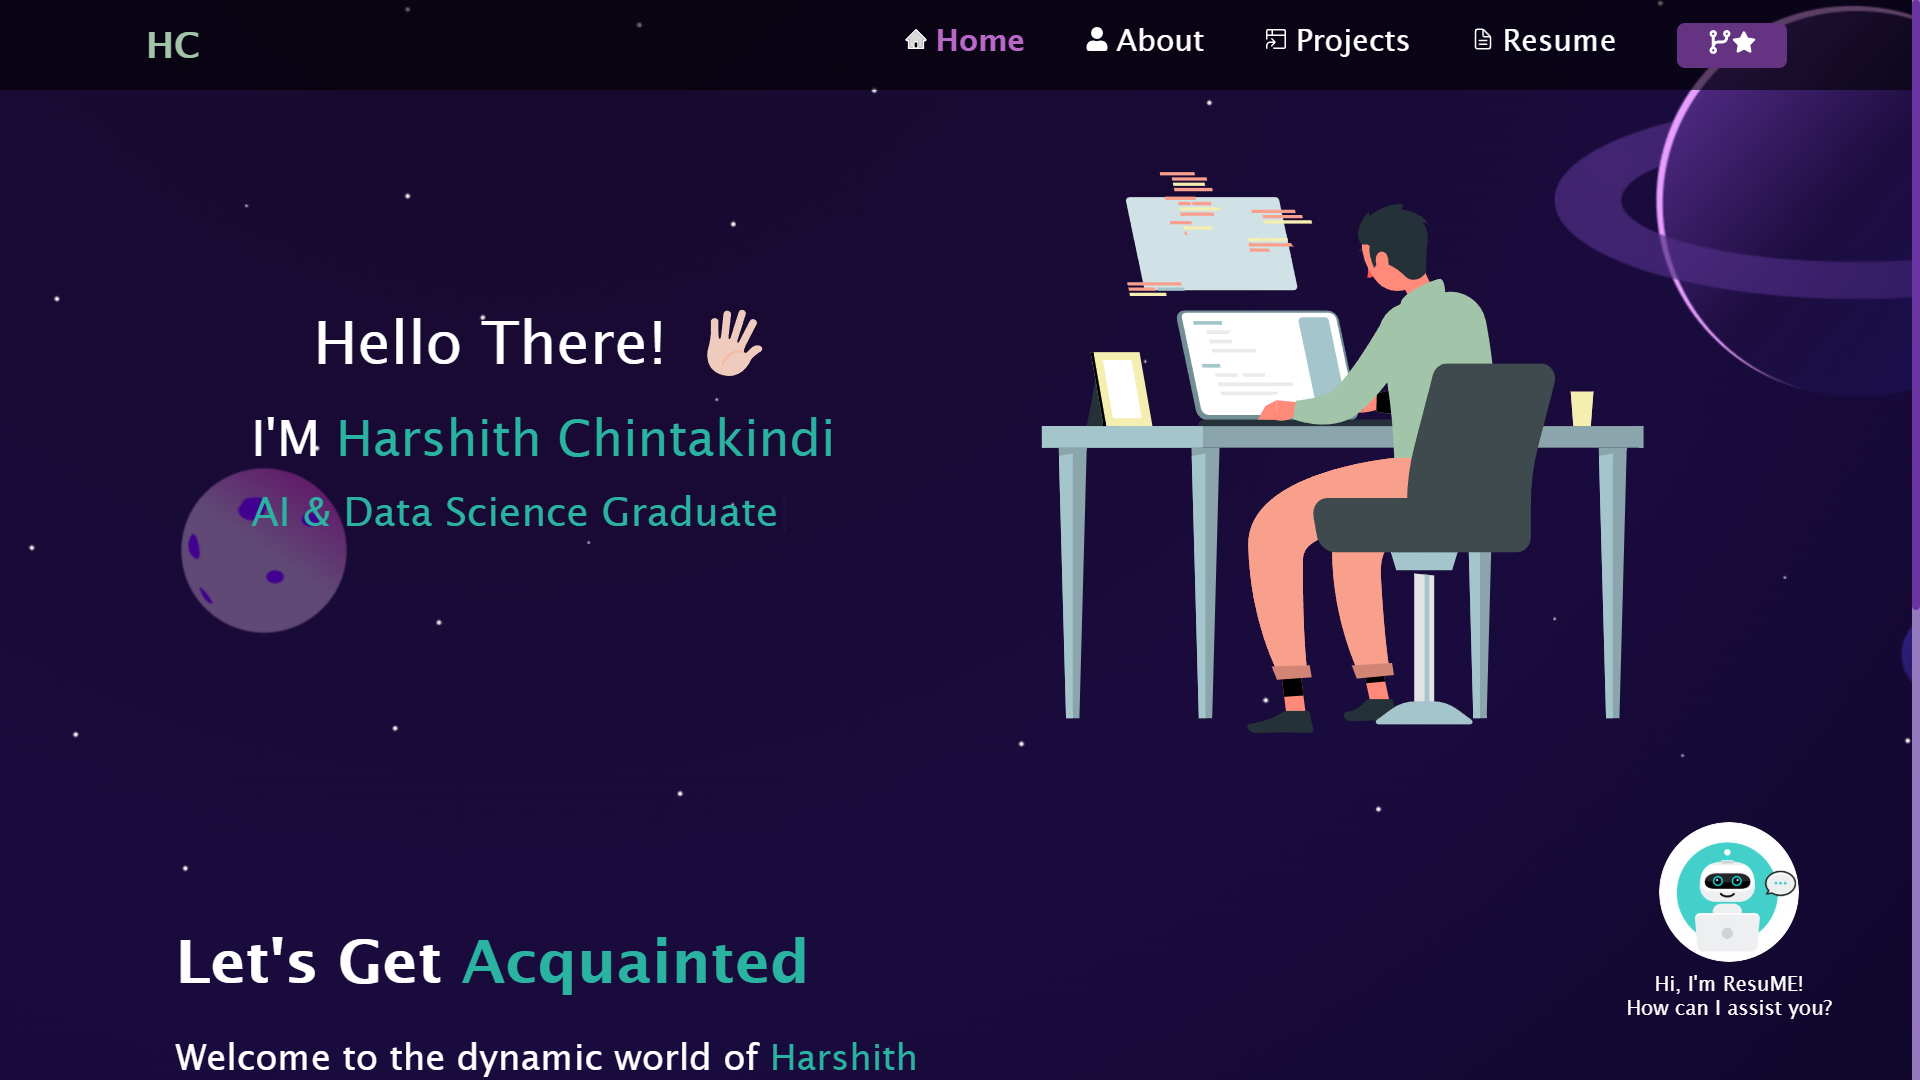 HC
Home
About
Projects
Resume
Hello There!
I'M Harshith Chintakindi
AI & Data Science Graduate
Let's Get Acquainted
Welcome to the dynamic world of Harshith
Hi, I'm ResuME!
How can I assist you?